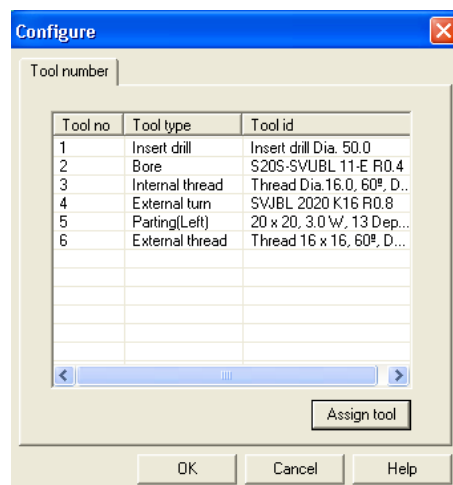 Configure
Tool number
Tool no Tool type Tool id
1 Insert drill Insert drill Dia. 50.0
2 Bore S20S-SVUBL 11-E R0.4
3 Internal thread Thread Dia.16.0, 60º, D..
4 External turn SVJBL 2020 K16 R0.8
5 Parting(Left) 20 x 20, 3.0 W, 13 Dep...
6 External thread Thread 16 x 16, 60º, D...
Assign tool
OK Cancel Help